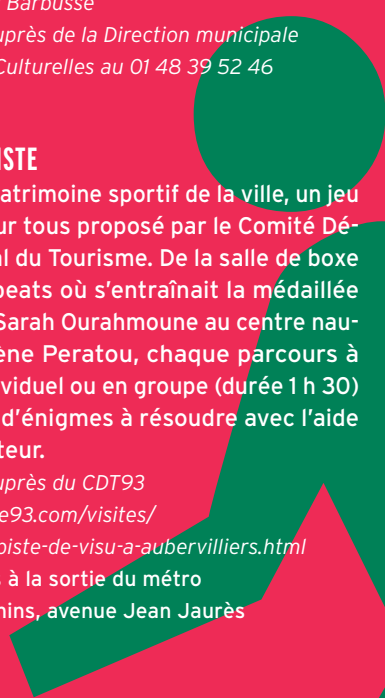 Barbusse
uprès de la Direction municipale
Culturelles au 01 48 39 52 46
ISTE
atrimoine sportif de la ville, un jeu
ur tous proposé par le Comité Dé-
al du Tourisme. De la salle de boxe
beats où s’entraînait la médaillée
Sarah Ourahmoune au centre nau-
ène Peratou, chaque parcours à
viduel ou en groupe (durée 1 h 30)
d’énigmes à résoudre avec l’aide
teur.
uprès du CDT93
e93.com/visites/
piste-de-visu-a-aubervilliers.html
s à la sortie du métro
mins, avenue Jean Jaurès